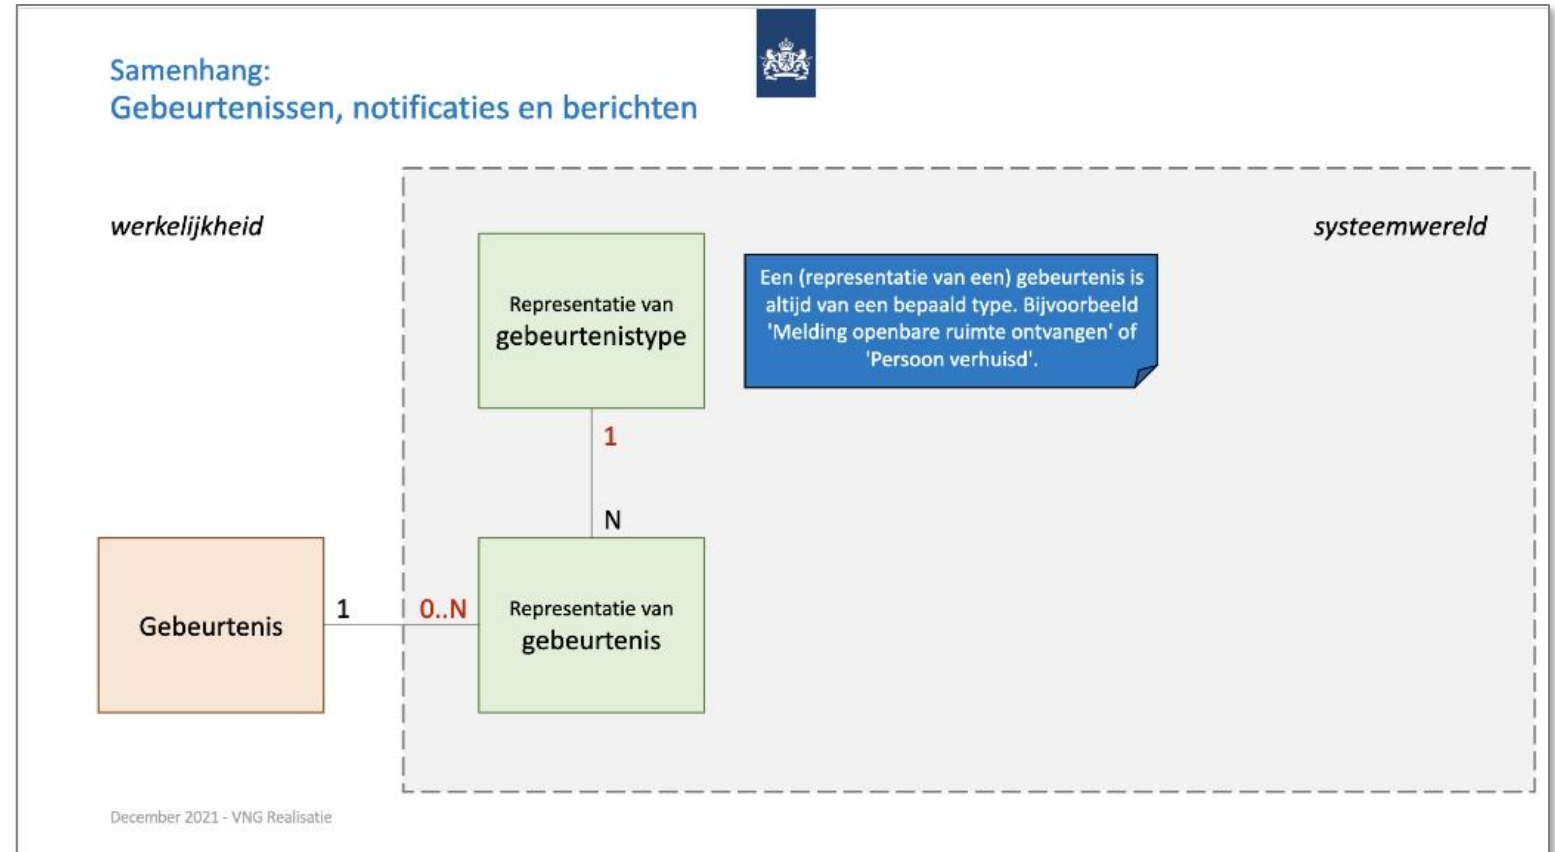 Samenhang:
Gebeurtenissen, notificaties en berichten
werkelijkheid
systeemwereld
Representatie van
gebeurtenistype
Een (representatie van een) gebeurtenis is
altijd van een bepaald type. Bijvoorbeeld
'Melding openbare ruimte ontvangen' of
'Persoon verhuisd'.
1
N
Gebeurtenis
1
0..N
Representatie van
gebeurtenis
December 2021 - VNG Realisatie